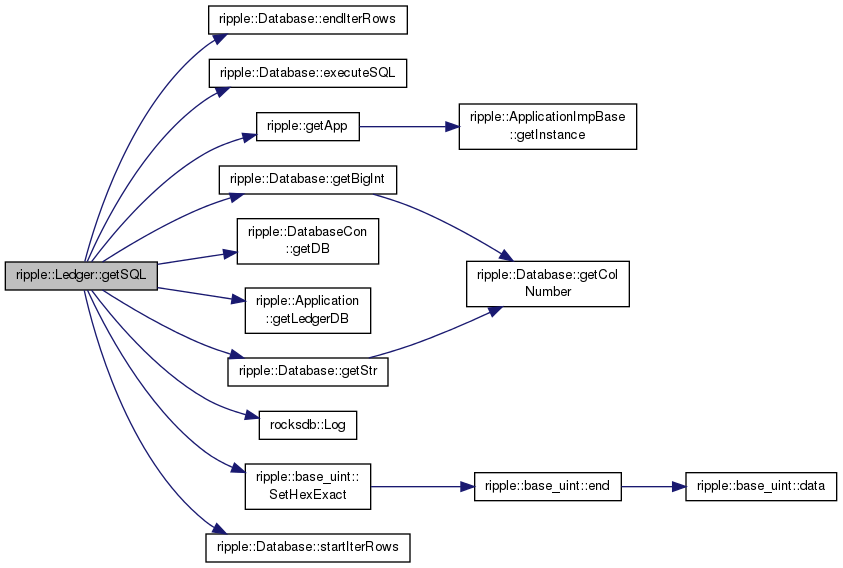 ripple::Database::endIterRows
ripple::Database::executeSQL
ripple::getApp
ripple::ApplicationImpBase
::getInstance
ripple::Database::getBigInt
ripple::DatabaseCon
::getDB
ripple::Ledger::getSQL
ripple::Database::getCol
Number
ripple::Application
::getLedgerDB
ripple::Database::getStr
rocksdb::Log
ripple::base_uint::
SetHexExact
ripple::base_uint::end
ripple::base_uint::data
ripple::Database::startIterRows